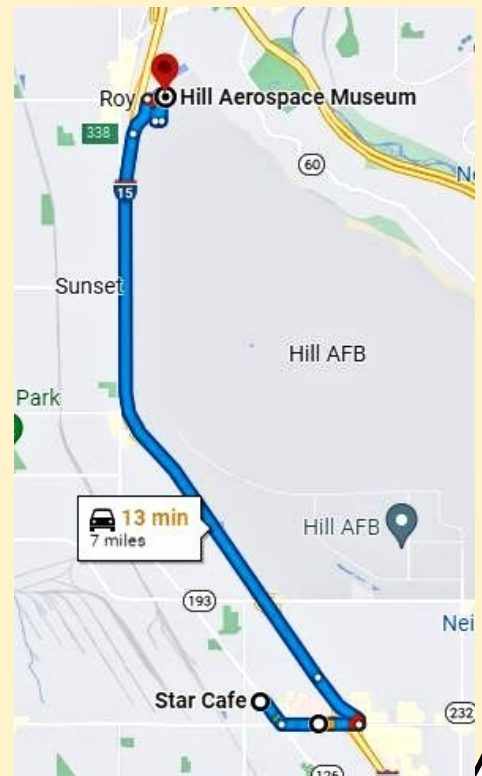 Roy
Hill Aerospace Museum
338
60
15
Sunset
Hill AFB
Park
13 min
7 miles
Hill AFB
193
Nei
Star Cafe
232
126